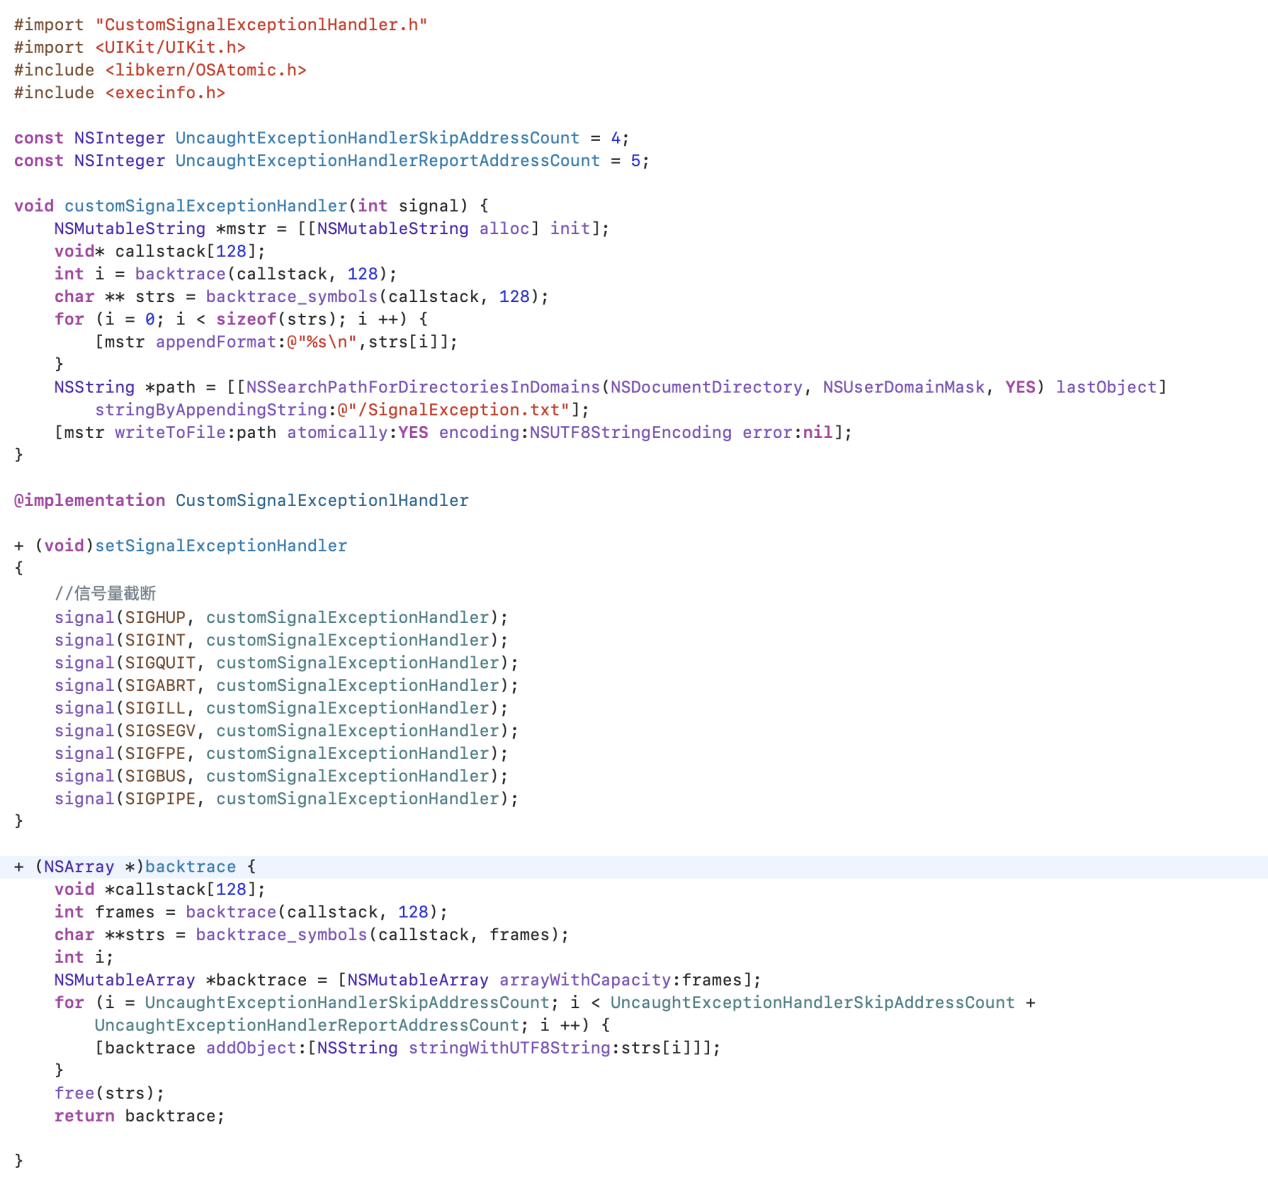 #import "CustomSignalExceptionlHandler.h"
#import <UIKit/UIKit.h>
#include <libkern/OSAtomic.h>
#include <execinfo.h>

const NSInteger UncaughtExceptionHandlerSkipAddressCount = 4;
const NSInteger UncaughtExceptionHandlerReportAddressCount = 5;

void customSignalExceptionHandler(int signal) {
    NSMutableString *mstr = [[NSMutableString alloc] init];
    void* callstack[128];
    int i = backtrace(callstack, 128);
    char ** strs = backtrace_symbols(callstack, 128);
    for (i = 0; i < sizeof(strs); i ++) {
        [mstr appendFormat:@"%s\n",strs[i]];
    }
    NSString *path = [[NSSearchPathForDirectoriesInDomains(NSDocumentDirectory, NSUserDomainMask, YES) lastObject]
        stringByAppendingString:@"/SignalException.txt"];
    [mstr writeToFile:path atomically:YES encoding:NSUTF8StringEncoding error:nil];
}

@implementation CustomSignalExceptionlHandler

+ (void)setSignalExceptionHandler
{
    //信号量截断
    signal(SIGHUP, customSignalExceptionHandler);
    signal(SIGINT, customSignalExceptionHandler);
    signal(SIGQUIT, customSignalExceptionHandler);
    signal(SIGABRT, customSignalExceptionHandler);
    signal(SIGILL, customSignalExceptionHandler);
    signal(SIGSEGV, customSignalExceptionHandler);
    signal(SIGFPE, customSignalExceptionHandler);
    signal(SIGBUS, customSignalExceptionHandler);
    signal(SIGPIPE, customSignalExceptionHandler);
}

+ (NSArray *)backtrace {
    void *callstack[128];
    int frames = backtrace(callstack, 128);
    char **strs = backtrace_symbols(callstack, frames);
    int i;
    NSMutableArray *backtrace = [NSMutableArray arrayWithCapacity:frames];
    for (i = UncaughtExceptionHandlerSkipAddressCount; i < UncaughtExceptionHandlerSkipAddressCount +
        UncaughtExceptionHandlerReportAddressCount; i ++) {
        [backtrace addObject:[NSString stringWithUTF8String:strs[i]]];
    }
    free(strs);
    return backtrace;

}